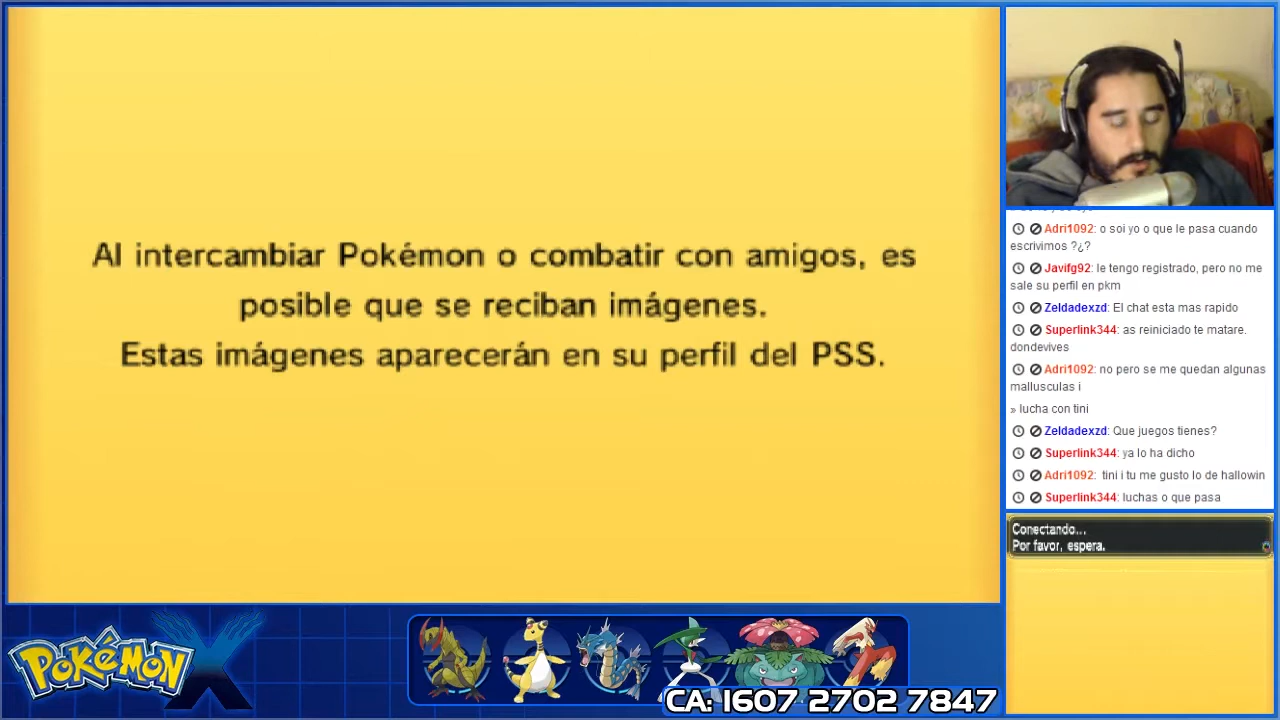 Al intercambiar Pokémon o combatir con amigos, es
posible que se reciban imágenes.
Estas imágenes aparecerán en su perfil del PSS.
Adri1092: o soi yo o que le pasa cuando
escrivimos ?¿?
Javifg92: le tengo registrado, pero no me
sale su perfil en pkm
Zeldadexzd: El chat esta mas rapido
Superlink344: as reiniciado te matare.
dondevives
Adri1092: no pero se me quedan algunas
mallusculas i
» lucha con tini
Zeldadexzd: Que juegos tienes?
Superlink344: ya lo ha dicho
Adri1092: tini i tu me gusto lo de hallowin
Superlink344: luchas o que pasa
Conectando...
Por favor, espera.
POKéMON X
CA: 1607 2702 7847